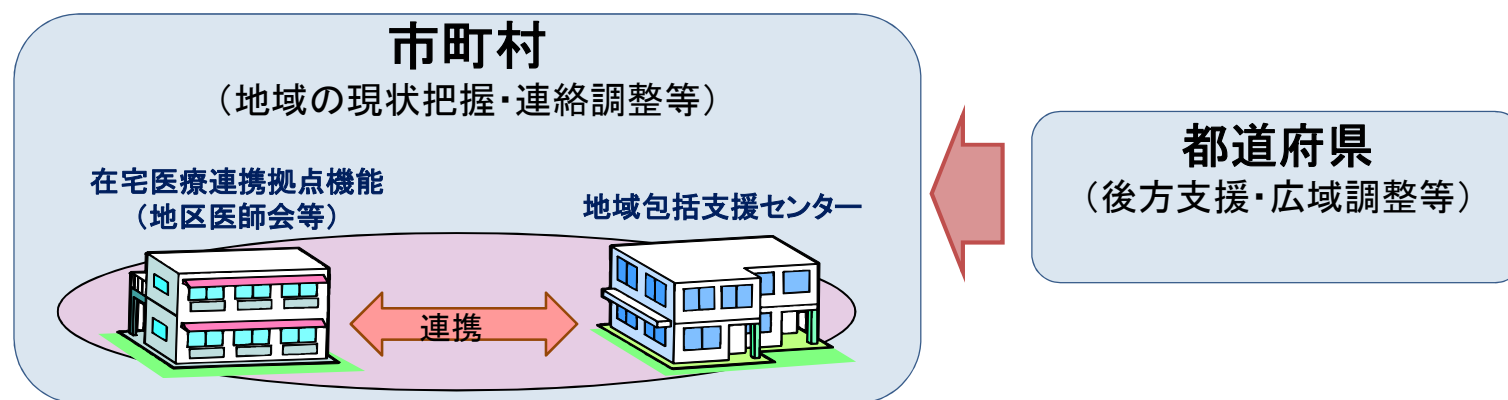 市町村
（地域の現状把握・連絡調整等）
在宅医療連携拠点機能
（地区医師会等）
地域包括支援センター
連携
都道府県
（後方支援・広域調整等）